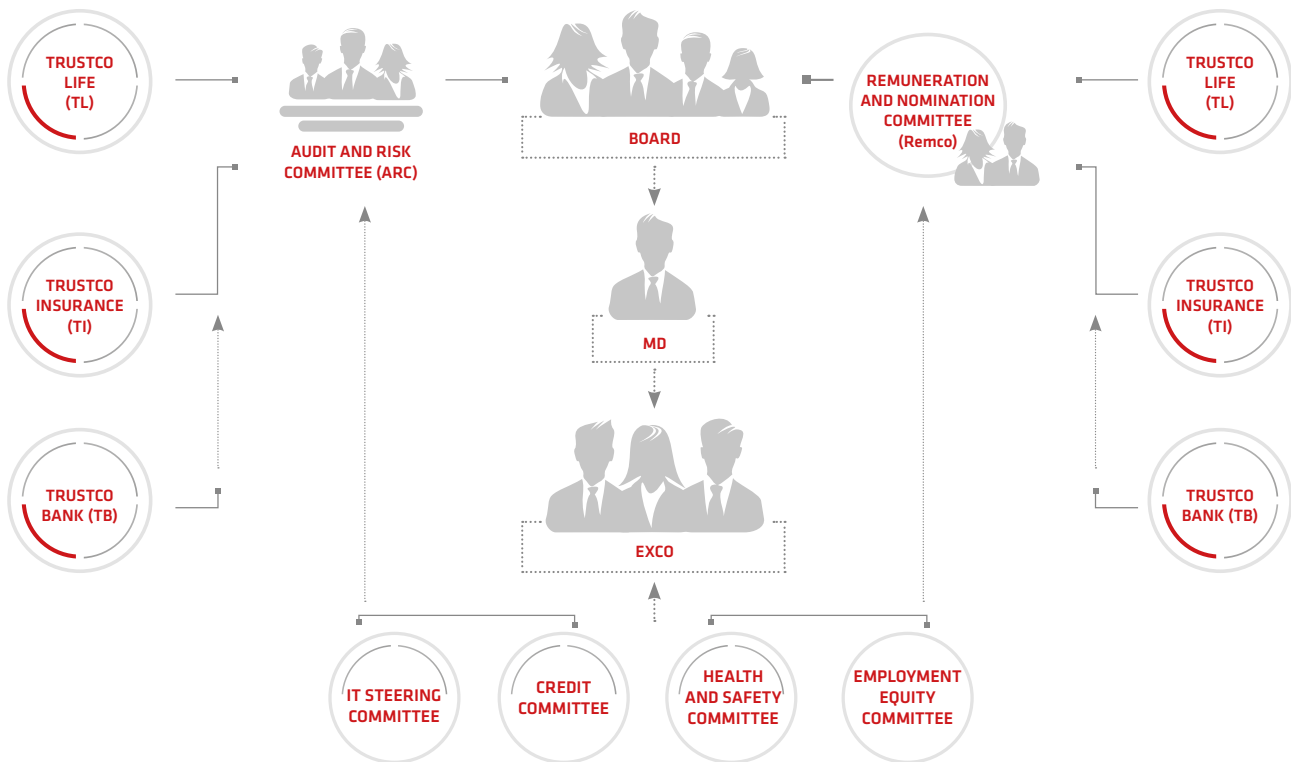 TRUSTCO
LIFE
(TL)
AUDIT AND RISK
COMMITTEE (ARC)
BOARD
REMUNERATION
AND NOMINATION
COMMITTEE
(Remco)
TRUSTCO
LIFE
(TL)
TRUSTCO
INSURANCE
(TI)
MD
TRUSTCO
INSURANCE
(TI)
TRUSTCO
BANK (TB)
EXCO
TRUSTCO
BANK (TB)
IT STEERING
COMMITTEE
CREDIT
COMMITTEE
HEALTH
AND SAFETY
COMMITTEE
EMPLOYMENT
EQUITY
COMMITTEE